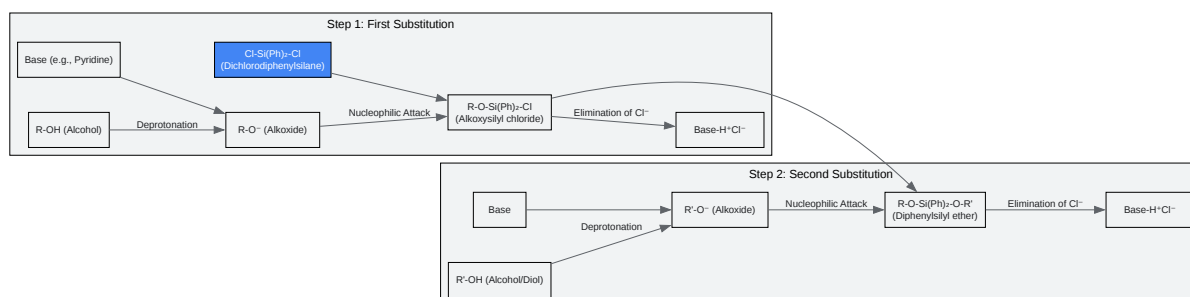 Step 1: First Substitution
Base (e.g., Pyridine)
Cl-Si(Ph)₂-Cl
(Dichlorodiphenylsilane)
R-OH (Alcohol)
Deprotonation
R-O⁻ (Alkoxide)
Nucleophilic Attack
R-O-Si(Ph)₂-Cl
(Alkoxysilyl chloride)
Elimination of Cl⁻
Base-H⁺Cl⁻
Step 2: Second Substitution
Base
R'-OH (Alcohol/Diol)
Deprotonation
R'-O⁻ (Alkoxide)
Nucleophilic Attack
R-O-Si(Ph)₂-O-R'
(Diphenylsilyl ether)
Elimination of Cl⁻
Base-H⁺Cl⁻